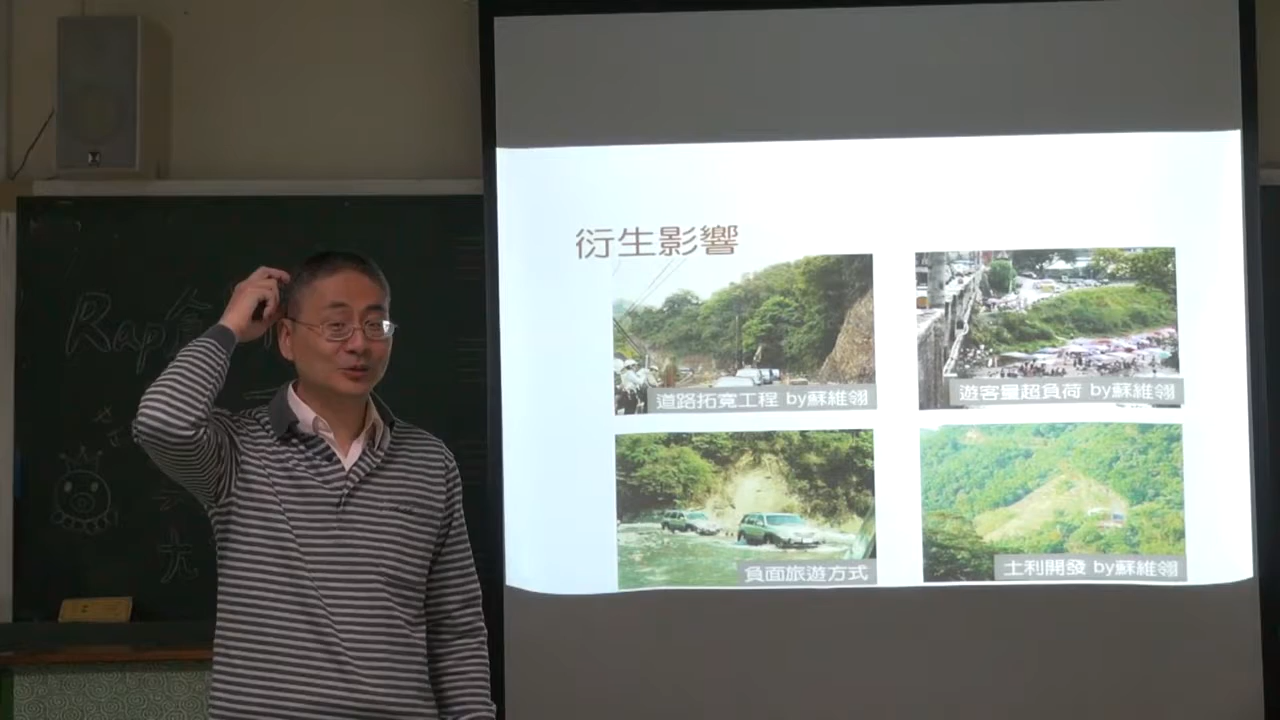 衍生影響
道路拓寬工程 by蘇維翎
遊客量超負荷 by蘇維翎
負面旅遊方式
土利開發 by蘇維翎
Rap